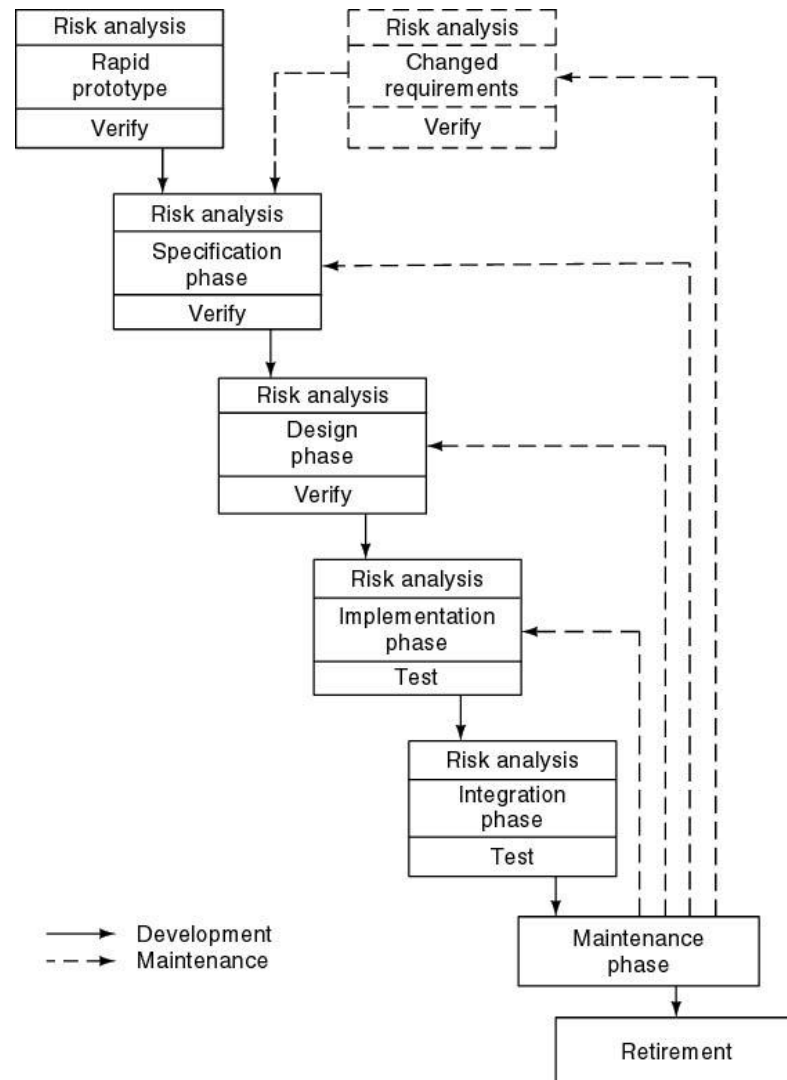 Risk analysis
Rapid
prototype
Verify
Risk analysis
Changed
requirements
Verify
Risk analysis
Specification
phase
Verify
Risk analysis
Design
phase
Verify
Risk analysis
Implementation
phase
Test
Risk analysis
Integration
phase
Test
Development
Maintenance
Maintenance
phase
Retirement